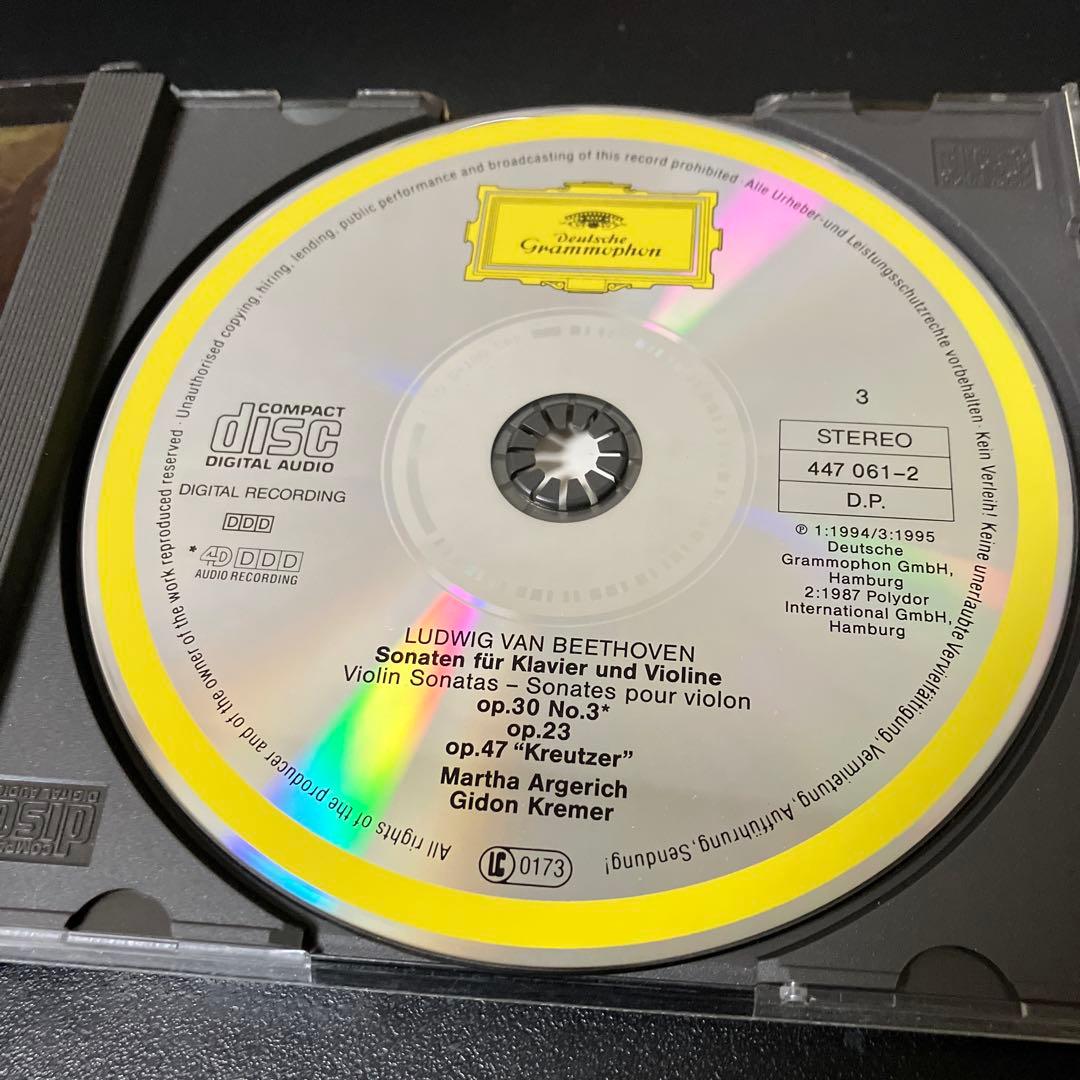 Unauthorised copying, hiring, lending, public performance and broadcasting of this record prohibited · Alle Urheber- und Leistungsschutzrechte vorbehalten · Kein Verleih! Keine unerlaubte Vervielfältigung, Vermietung, Aufführung, Sendung!
All rights of the producer and of the owner of the work reproduced reserved ·
Deutsche
Grammophon
COMPACT
disc
DIGITAL AUDIO
DIGITAL RECORDING
DDD
* 4D DDD
AUDIO RECORDING
3
STEREO
447 061-2
D.P.
℗ 1:1994/3:1995
Deutsche
Grammophon GmbH,
Hamburg
2:1987 Polydor
International GmbH,
Hamburg
LUDWIG VAN BEETHOVEN
Sonaten für Klavier und Violine
Violin Sonatas – Sonates pour violon
op.30 No.3*
op.23
op.47 “Kreutzer”
Martha Argerich
Gidon Kremer
LC 0173